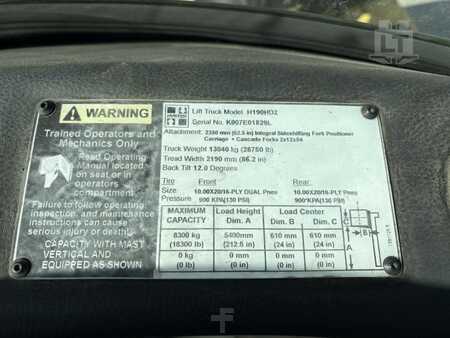 LT
WARNING
Trained Operators and
Mechanics Only
Read Operating
Manual located
on seat or in
operators
compartment.
Failure to follow operating
inspection, and maintenance
instructions can cause
serious injury or death.
CAPACITY WITH MAST
VERTICAL AND
EQUIPPED AS SHOWN
Lift Truck Model H190HD2
Serial No. K007E01829L
Attachment: 2380 mm (92.5 in) Integral Sideshifting Fork Positioner
Carriage + Cascade Forks 2x12x54
Truck Weight 13040 kg (28750 lb)
Tread Width 2190 mm (86.2 in)
Back Tilt 12.0 Degrees
Tire Front Rear
Size 10.00X20/16-PLY DUAL Pneu 10.00X20/16-PLY Pneu
Pressure 900 KPA(130 PSI) 900 KPA(130 PSI)
MAXIMUM CAPACITY Load Height Dim. A Load Center Dim. B Dim. C
8300 kg 5400mm 610 mm 610 mm
(18300 lb) (212.5 in) (24 in) (24 in)
0 kg 0 mm 0 mm 0 mm
(0 lb) (0 in) (0 in) (0 in)
C
B
A